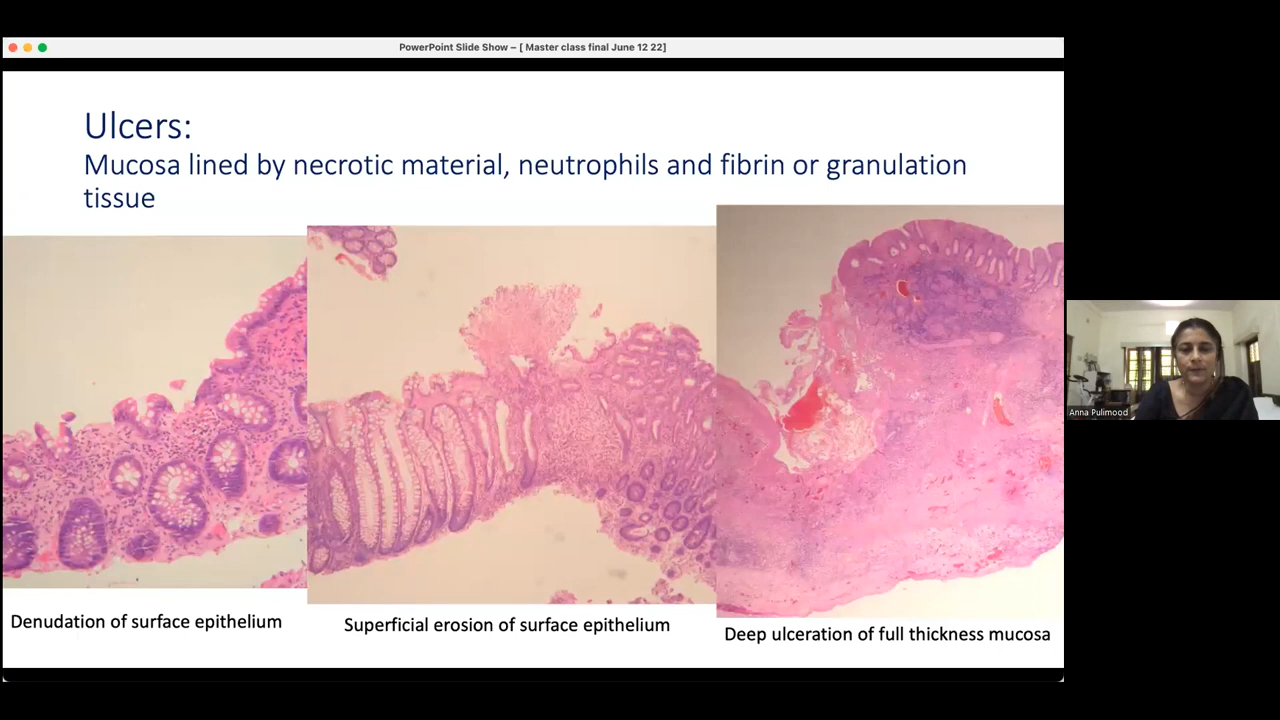 PowerPoint Slide Show – [ Master class final June 12 22]
Ulcers:
Mucosa lined by necrotic material, neutrophils and fibrin or granulation
tissue
Denudation of surface epithelium
Superficial erosion of surface epithelium
Deep ulceration of full thickness mucosa
Anna Pulimood